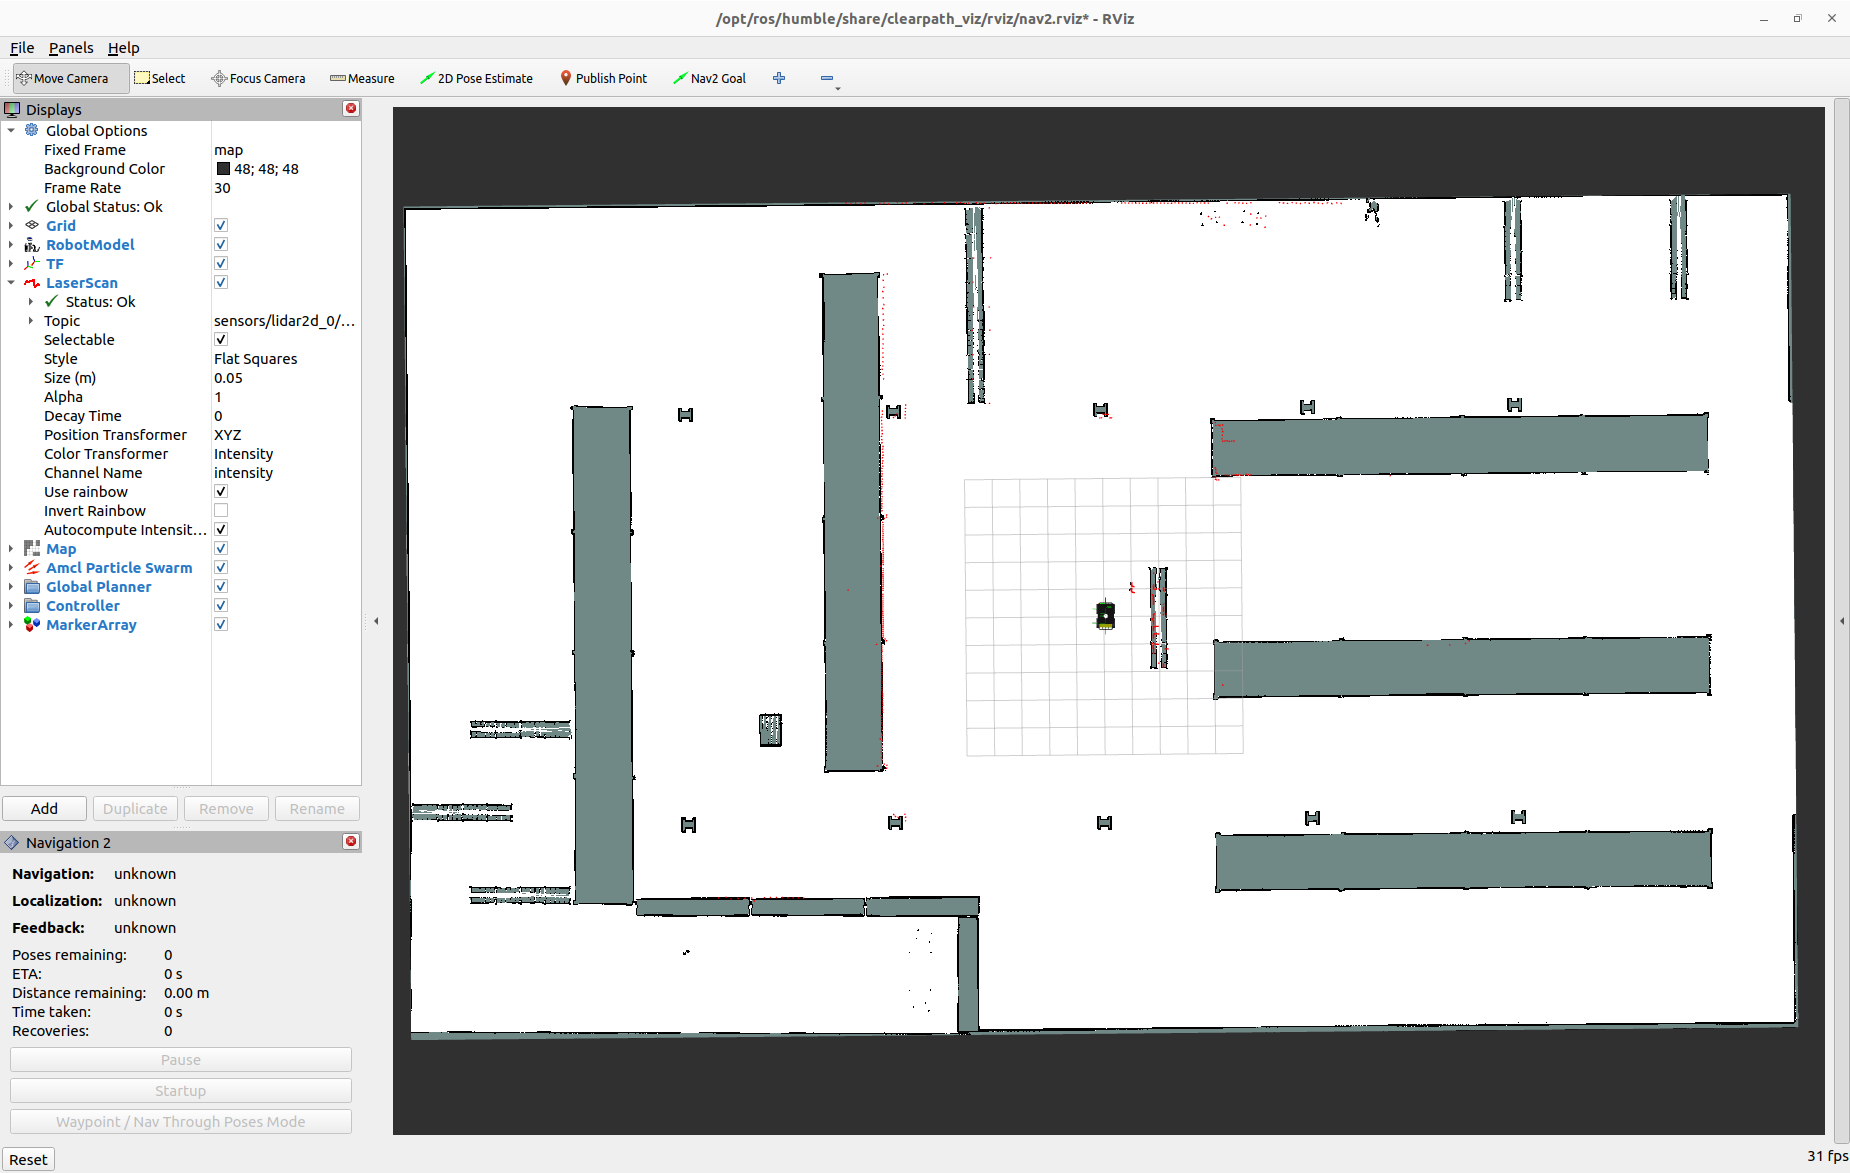 /opt/ros/humble/share/clearpath_viz/rviz/nav2.rviz* - RViz
File Panels Help
Move Camera Select Focus Camera Measure 2D Pose Estimate Publish Point Nav2 Goal
Displays
Global Options
Fixed Frame map
Background Color 48; 48; 48
Frame Rate 30
Global Status: Ok
Grid
RobotModel
TF
LaserScan
Status: Ok
Topic sensors/lidar2d_0/...
Selectable
Style Flat Squares
Size (m) 0.05
Alpha 1
Decay Time 0
Position Transformer XYZ
Color Transformer Intensity
Channel Name intensity
Use rainbow
Invert Rainbow
Autocompute Intensit...
Map
Amcl Particle Swarm
Global Planner
Controller
MarkerArray
Add Duplicate Remove Rename
Navigation 2
Navigation: unknown
Localization: unknown
Feedback: unknown
Poses remaining: 0
ETA: 0 s
Distance remaining: 0.00 m
Time taken: 0 s
Recoveries: 0
Pause
Startup
Waypoint / Nav Through Poses Mode
Reset
31 fps